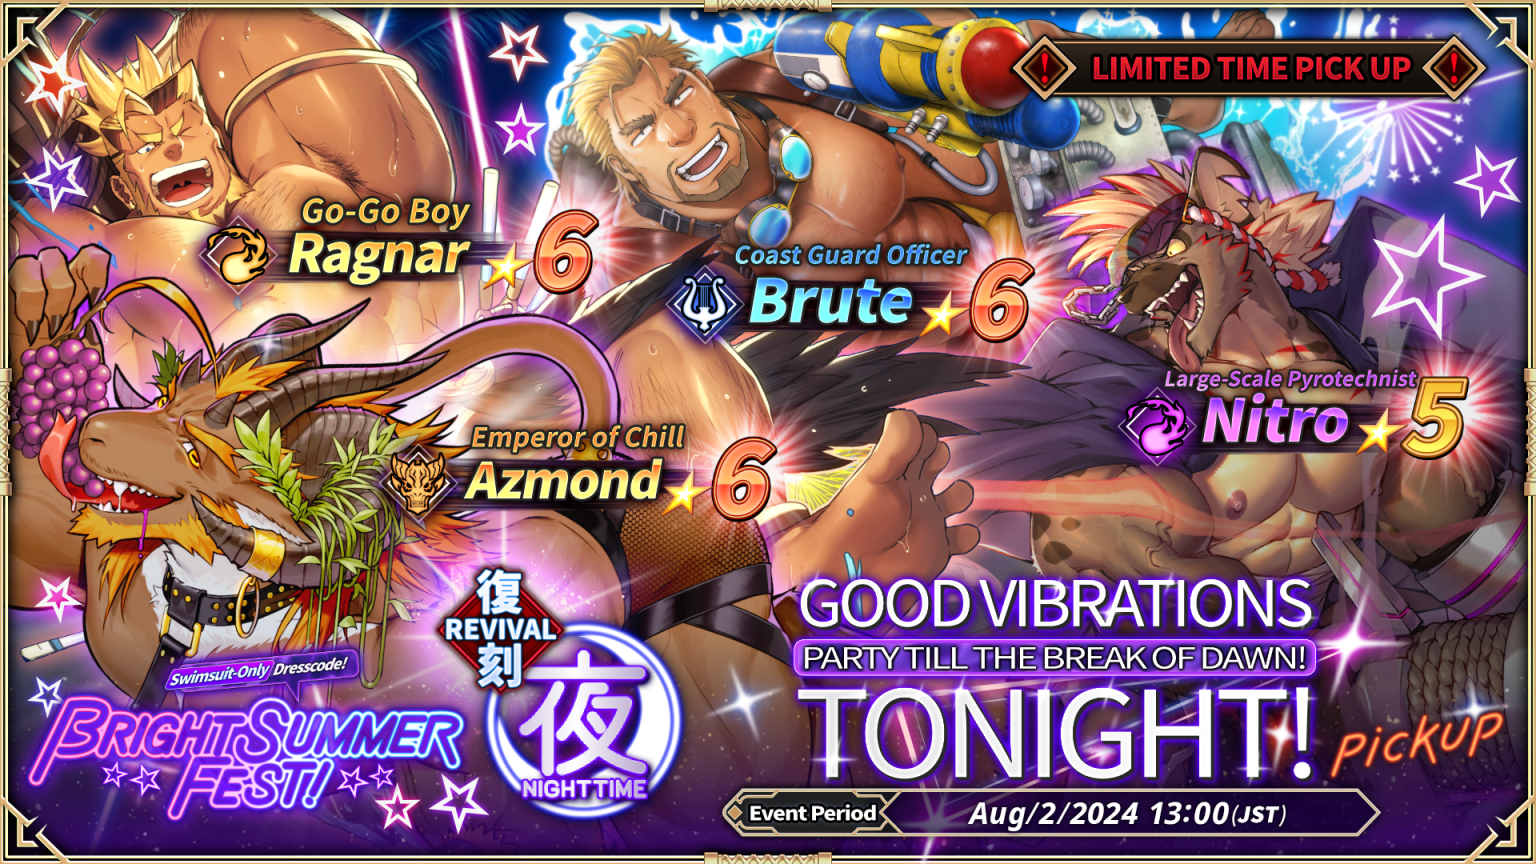 LIMITED TIME PICK UP
Go-Go Boy
Ragnar 6
Coast Guard Officer
Brute 6
Large-Scale Pyrotechnist
Nitro 5
Emperor of Chill
Azmond 6
Swimsuit-Only Dresscode!
BRIGHT SUMMER
FEST!
復
REVIVAL
刻
夜
NIGHT TIME
GOOD VIBRATIONS
PARTY TILL THE BREAK OF DAWN!
TONIGHT!
PickUP
Event Period
Aug/2/2024 13:00(JST)